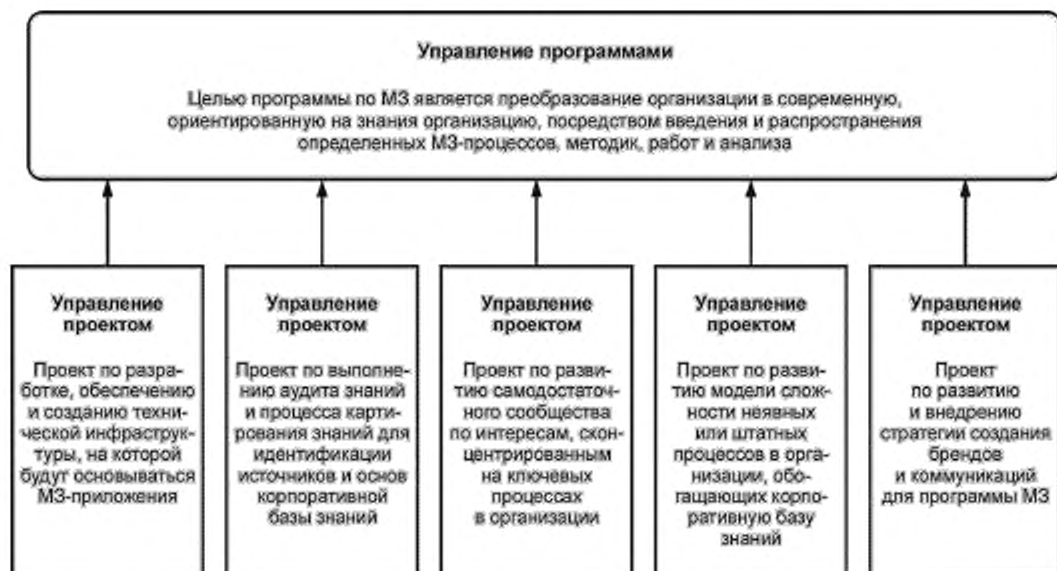 Управление программами
Целью программы по МЗ является преобразование организации в современную,
ориентированную на знания организацию, посредством введения и распространения
определенных МЗ-процессов, методик, работ и анализа
Управление
проектом
Проект по разра-
ботке, обеспечению
и созданию техни-
ческой инфраструк-
туры, на которой
будут основываться
МЗ-приложения
Управление
проектом
Проект по выполне-
нию аудита знаний
и процесса карти-
рования знаний для
идентификации
источников и основ
корпоративной
базы знаний
Управление
проектом
Проект по разви-
тию самодостаточ-
ного сообщества
по интересам, скон-
центрированным
на ключевых
процессах
в организации
Управление
проектом
Проект по разви-
тию модели слож-
ности неявных
или штатных
процессов в орга-
низации, обо-
гащающих корпо-
ративную базу
знаний
Управление
проектом
Проект
по развитию
и внедрению
стратегии создания
брендов
и коммуникаций
для программы МЗ